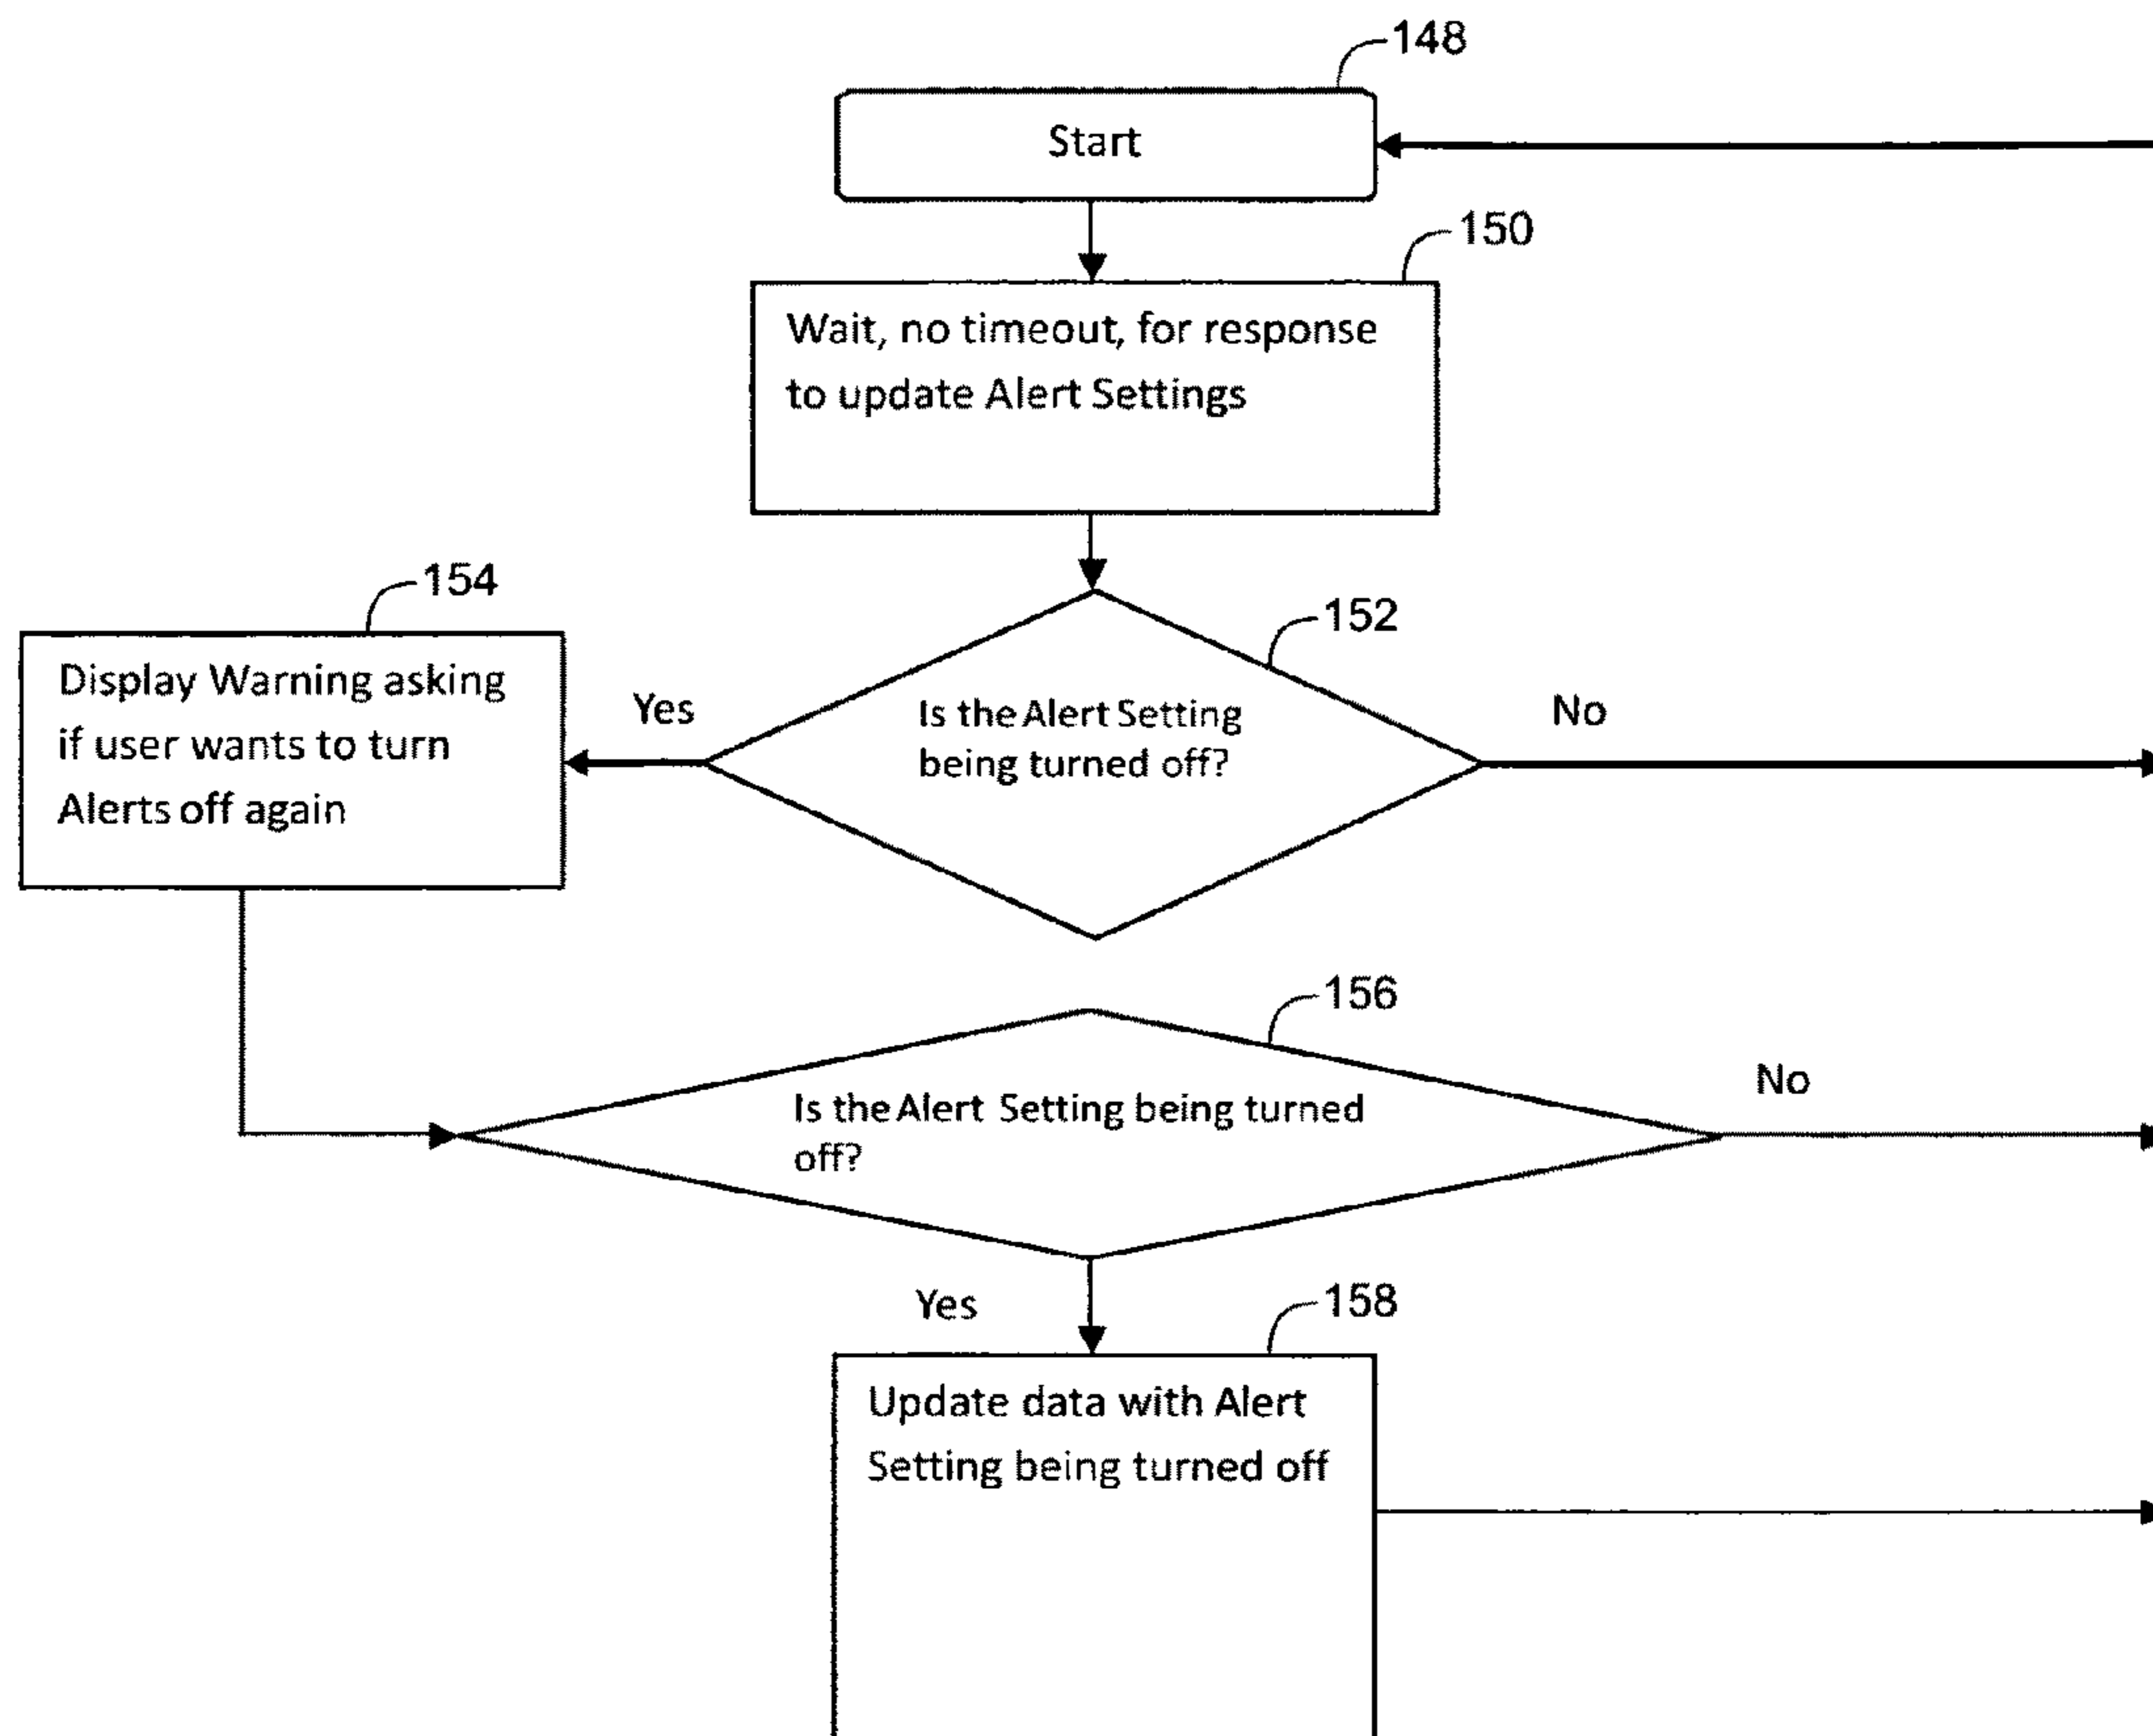 148
Start
150
Wait, no timeout, for response
to update Alert Settings
154
152
Display Warning asking
if user wants to turn
Alerts off again
Yes
Is the Alert Setting
being turned off?
No
156
Is the Alert Setting being turned
off?
No
Yes
158
Update data with Alert
Setting being turned off